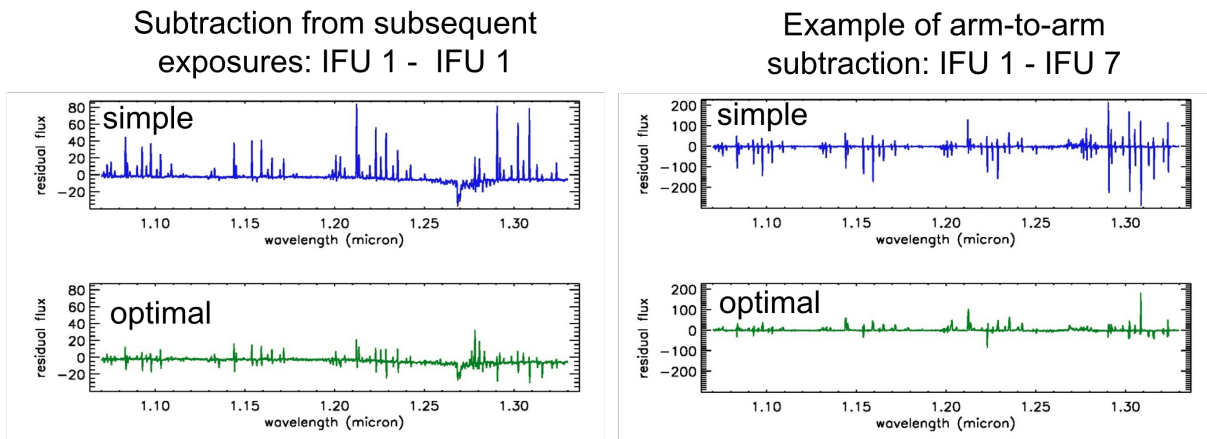 Subtraction from subsequent
exposures: IFU 1 - IFU 1
Example of arm-to-arm
subtraction: IFU 1 - IFU 7
simple
residual flux
80
60
40
20
0
−20
1.10 1.15 1.20 1.25 1.30
wavelength (micron)
simple
residual flux
200
100
0
−100
−200
1.10 1.15 1.20 1.25 1.30
wavelength (micron)
optimal
residual flux
80
60
40
20
0
−20
1.10 1.15 1.20 1.25 1.30
wavelength (micron)
optimal
residual flux
200
100
0
−100
−200
1.10 1.15 1.20 1.25 1.30
wavelength (micron)